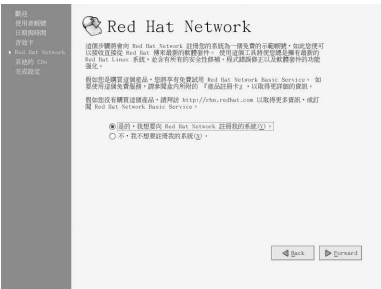 歡迎
使用者帳號
日期與時間
音效卡
Red Hat Network
其他的 CDs
完成設定
Red Hat Network
這個步驟將會向 Red Hat Network 註冊您的系統為一個免費的示範帳號，如此您便可
以接收直接從 Red Hat 傳來最新的軟體套件。 使用這個工具將使您總是擁有最新的
Red Hat Linux 系統，並含有所有的安全性修補、程式錯誤修正以及軟體套件的功能
強化。
假如您是購買這個產品，您將享有免費試用 Red Hat Network Basic Service。 如
要使用這個免費服務，請參閱盒內所附的 『產品註冊卡』，以取得更詳細的資訊。
假如您沒有購買這個產品，請拜訪 http://rhn.redhat.com 以取得更多資訊，或訂
閱 Red Hat Network Basic Service。
是的，我想要向 Red Hat Network 註冊我的系統(Y)。
不，我不想要註冊我的系統(N)。
Back
Forward